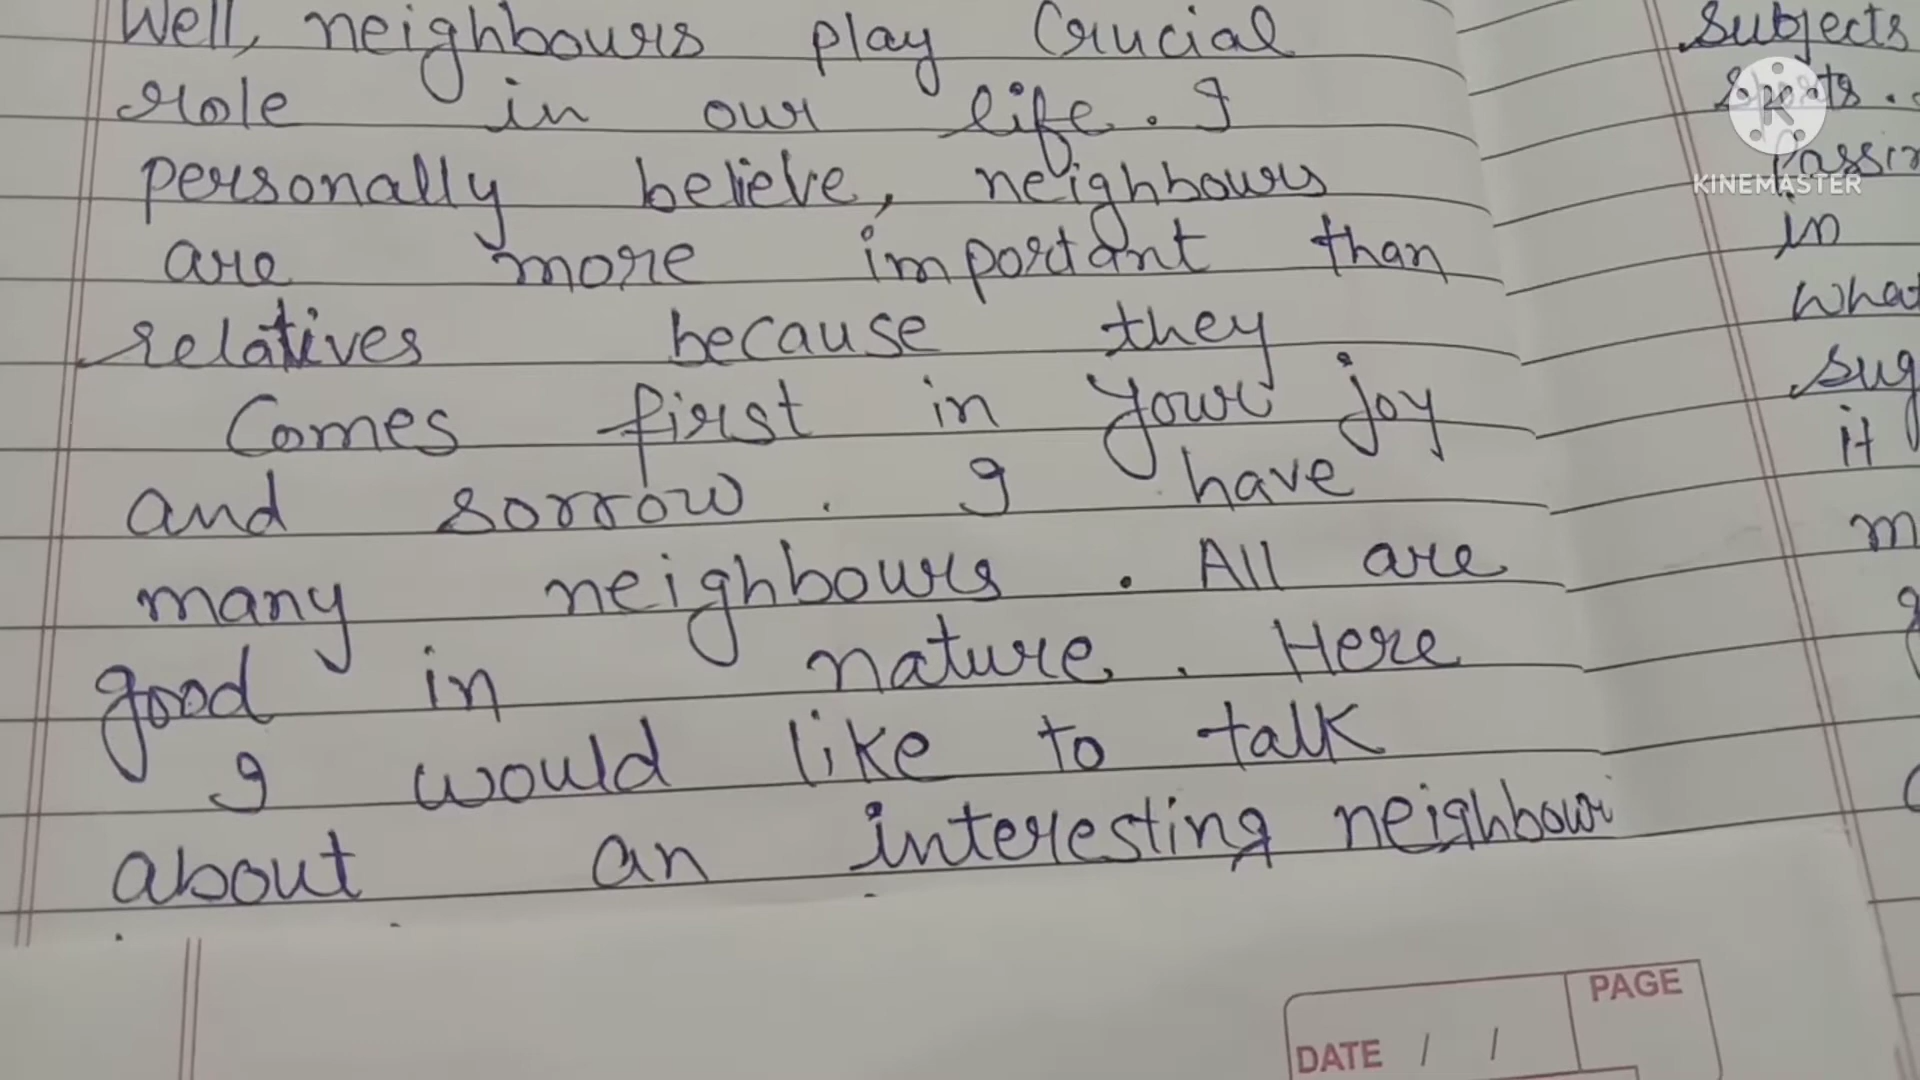 Well, neighbours play Crucial
role in our life. I
personally believe, neighbours
are more important than
relatives because they
Comes first in your joy
and sorrow. I have
many neighbours. All are
good in nature. Here
I would like to talk
about an interesting neighbour
Subjects
in
it
KINEMASTER
PAGE
DATE / /